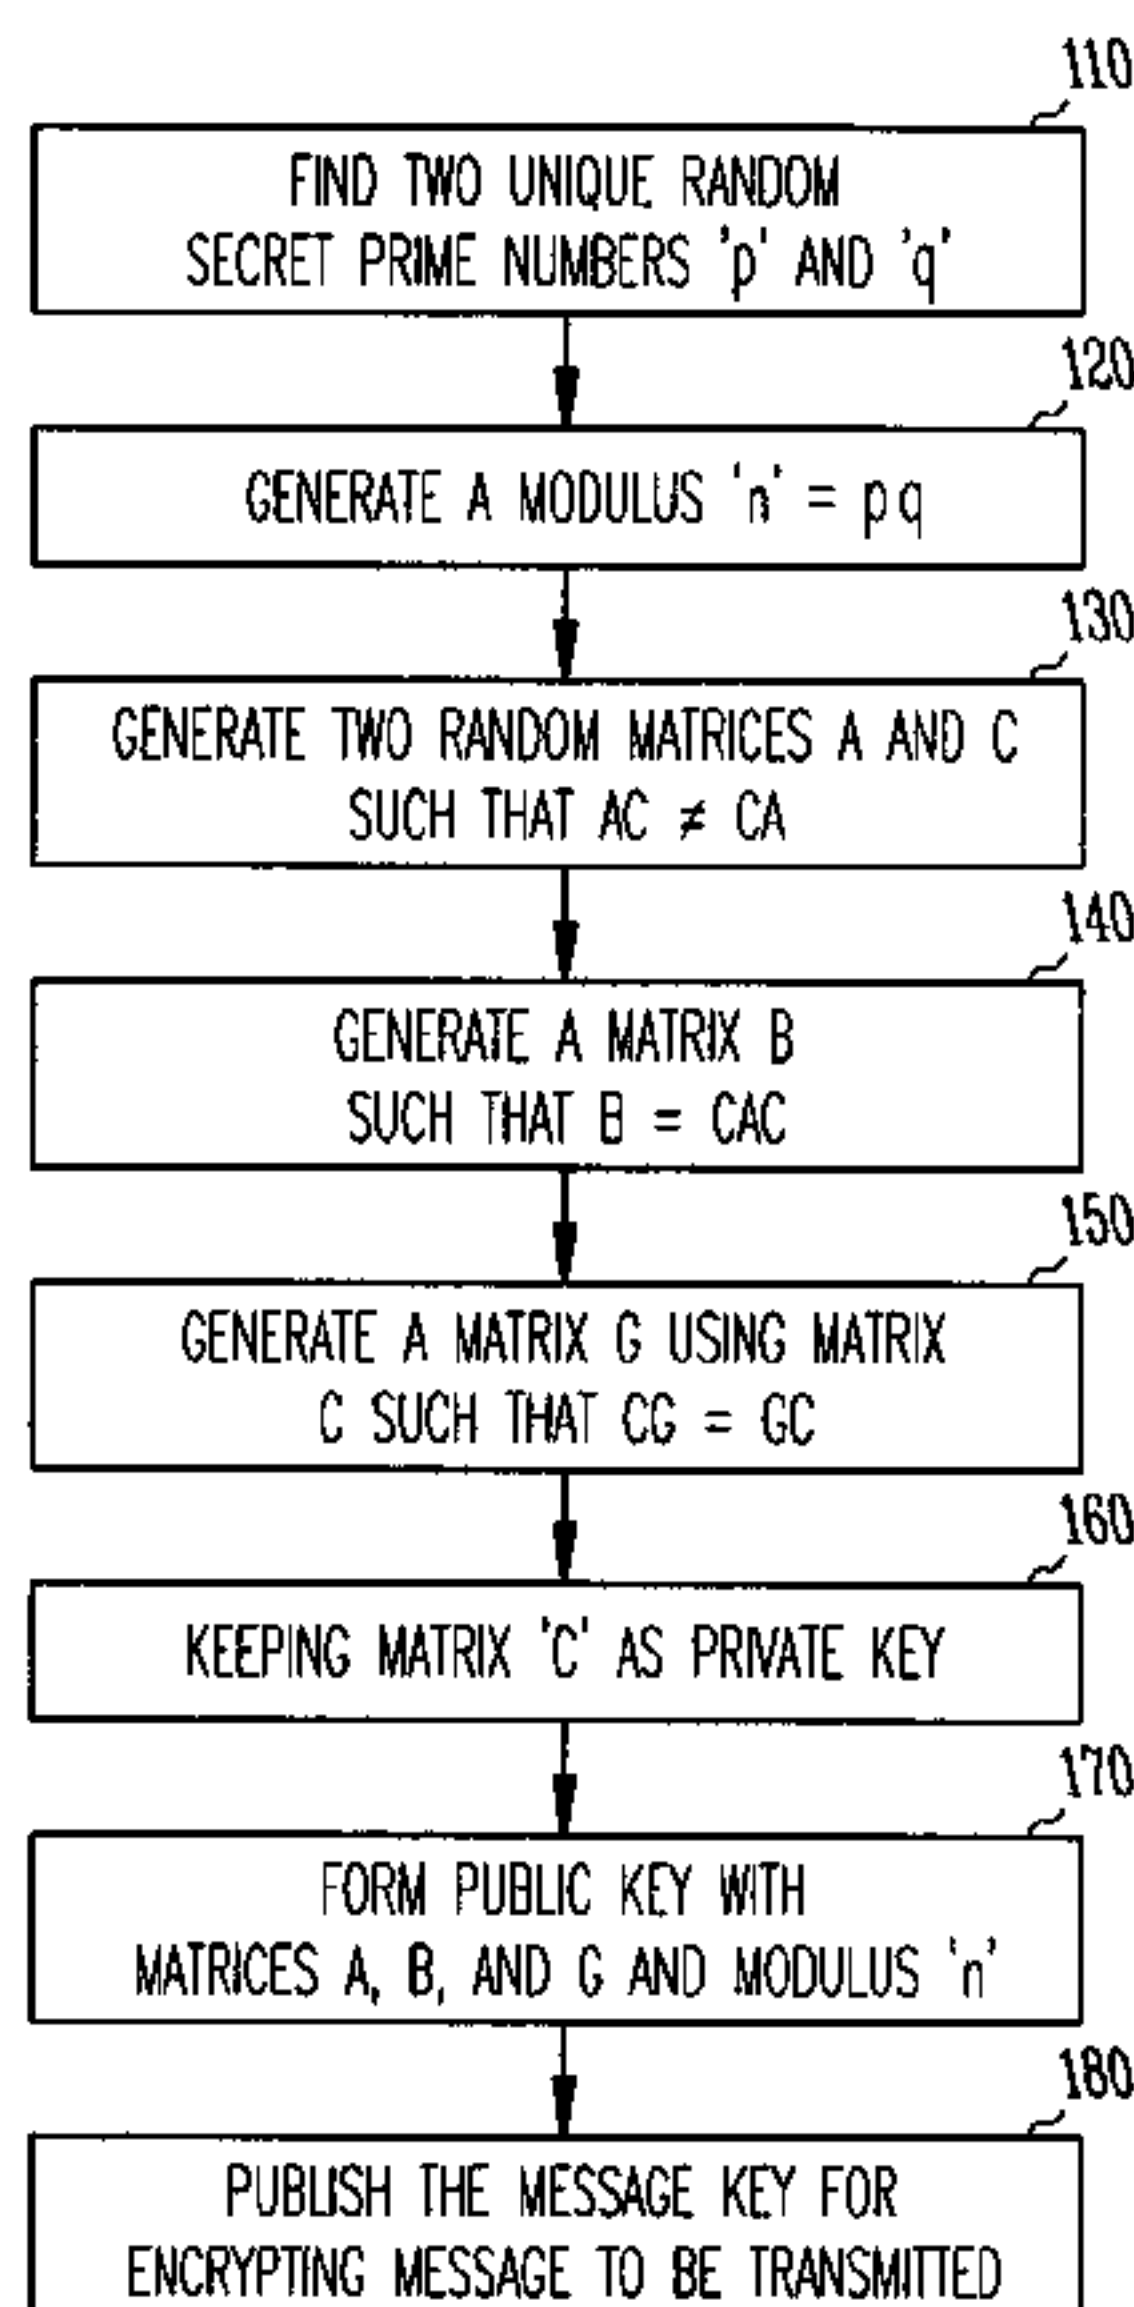 110
FIND TWO UNIQUE RANDOM
SECRET PRIME NUMBERS 'p' AND 'q'
120
GENERATE A MODULUS 'n' = p q
130
GENERATE TWO RANDOM MATRICES A AND C
SUCH THAT AC ≠ CA
140
GENERATE A MATRIX B
SUCH THAT B = CAC
150
GENERATE A MATRIX G USING MATRIX
C SUCH THAT CG = GC
160
KEEPING MATRIX 'C' AS PRIVATE KEY
170
FORM PUBLIC KEY WITH
MATRICES A, B, AND G AND MODULUS 'n'
180
PUBLISH THE MESSAGE KEY FOR
ENCRYPTING MESSAGE TO BE TRANSMITTED